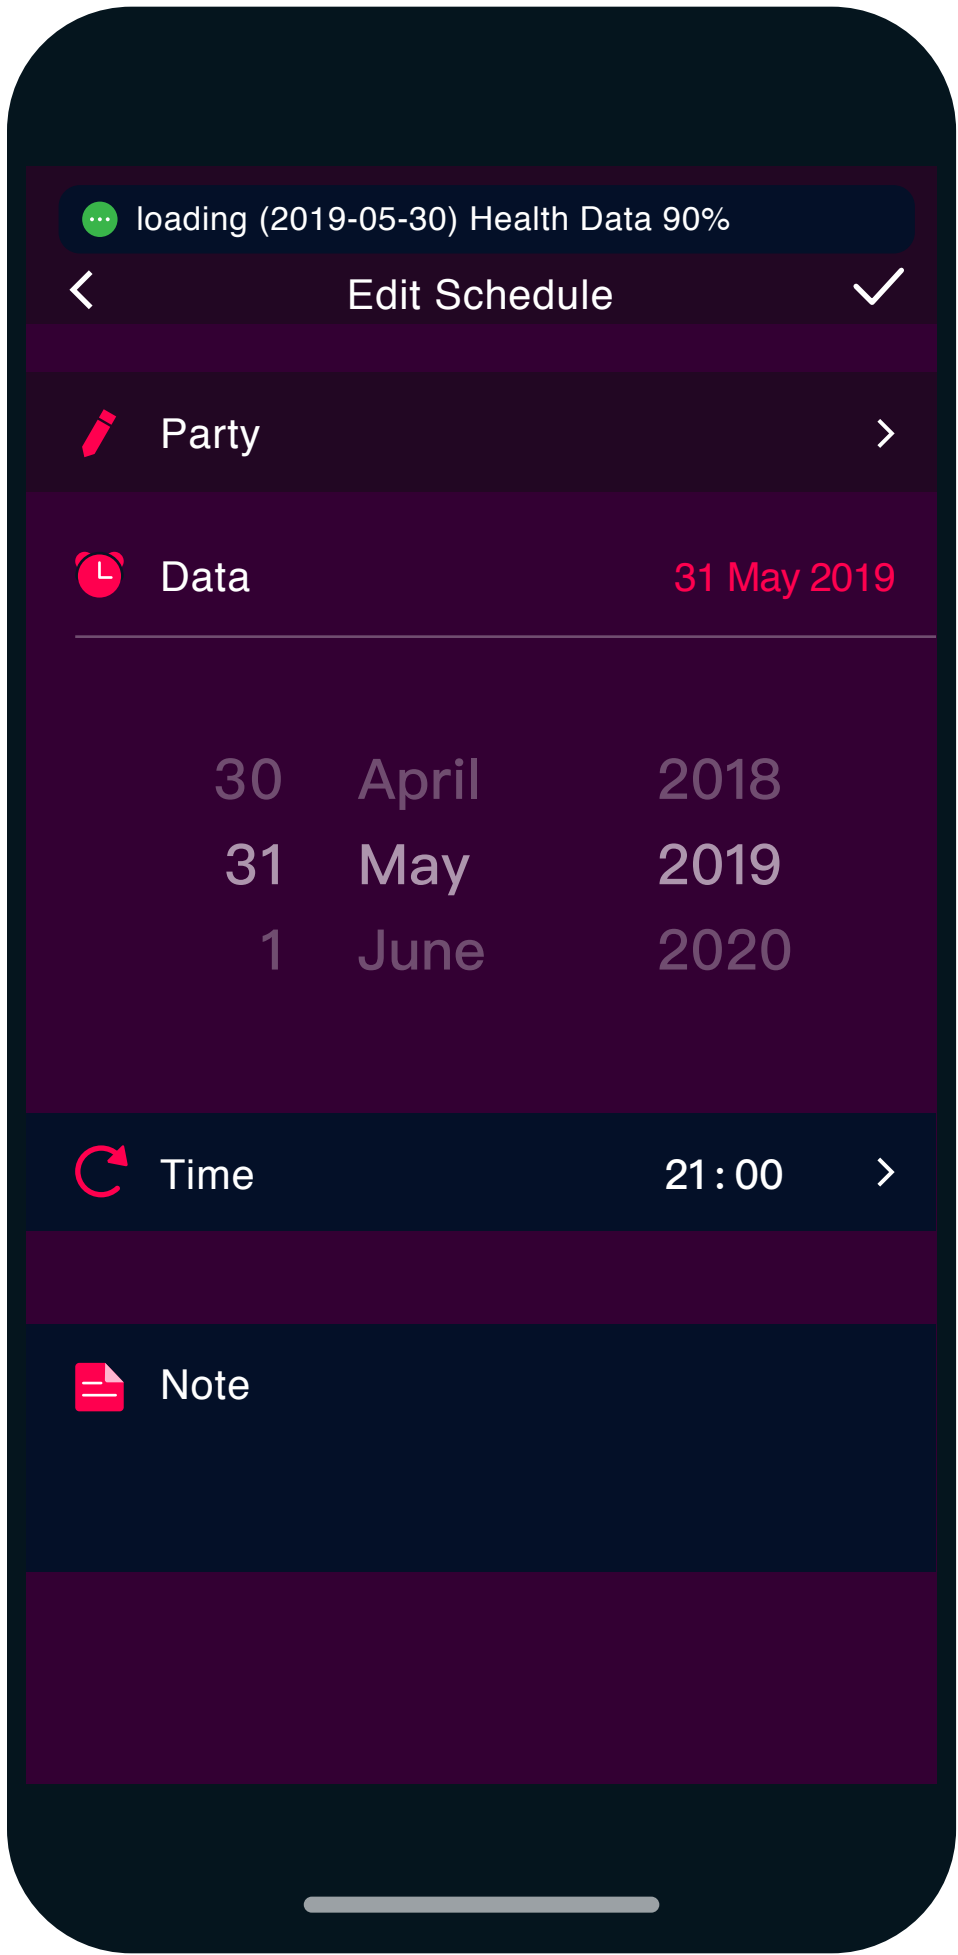 loading (2019-05-30) Health Data 90%
Edit Schedule
Party
Data 31 May 2019
30 April 2018
31 May 2019
1 June 2020
Time 21:00
Note